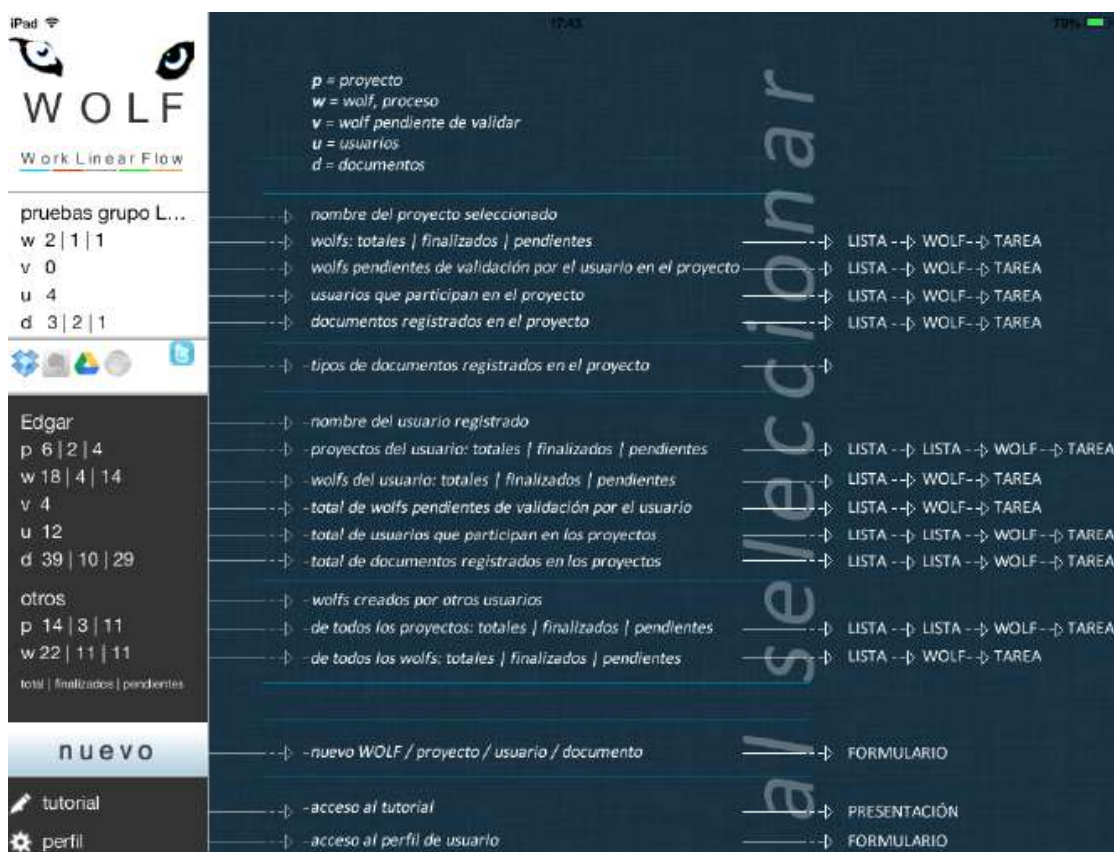 iPad 17:43 79%
WOLF
Work Linear Flow
p = proyecto
w = wolf, proceso
v = wolf pendiente de validar
u = usuarios
d = documentos
al seleccionar
pruebas grupo L... nombre del proyecto seleccionado
w 2|1|1 wolfs: totales | finalizados | pendientes LISTA WOLF TAREA
v 0 wolfs pendientes de validación por el usuario en el proyecto LISTA WOLF TAREA
u 4 usuarios que participan en el proyecto LISTA WOLF TAREA
d 3|2|1 documentos registrados en el proyecto LISTA WOLF TAREA
-tipos de documentos registrados en el proyecto
Edgar -nombre del usuario registrado
p 6|2|4 -proyectos del usuario: totales | finalizados | pendientes LISTA LISTA WOLF TAREA
w 18|4|14 -wolfs del usuario: totales | finalizados | pendientes LISTA WOLF TAREA
v 4 -total de wolfs pendientes de validación por el usuario LISTA WOLF TAREA
u 12 -total de usuarios que participan en los proyectos LISTA LISTA WOLF TAREA
d 39|10|29 -total de documentos registrados en los proyectos LISTA LISTA WOLF TAREA
otros -wolfs creados por otros usuarios
p 14|3|11 -de todos los proyectos: totales | finalizados | pendientes LISTA LISTA WOLF TAREA
w 22|11|11 -de todos los wolfs: totales | finalizados | pendientes LISTA WOLF TAREA
total | finalizados | pendientes
nuevo -nuevo WOLF / proyecto / usuario / documento FORMULARIO
tutorial -acceso al tutorial PRESENTACIÓN
perfil -acceso al perfil de usuario FORMULARIO